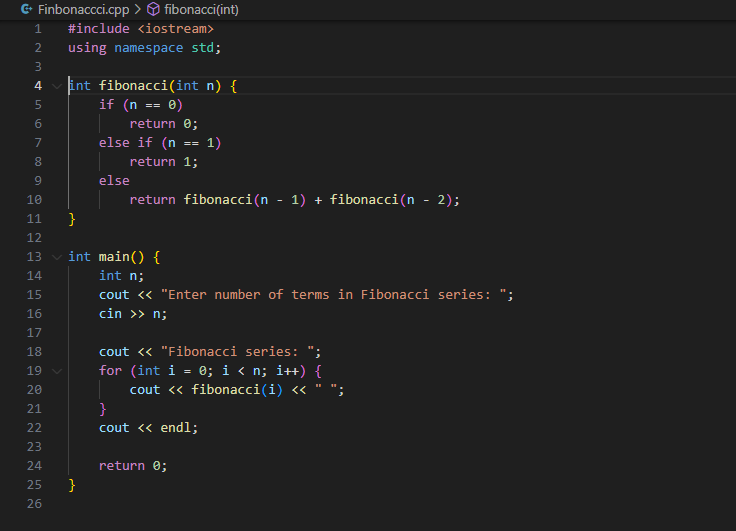 Finbonaccci.cpp > fibonacci(int)
1 #include <iostream>
2 using namespace std;
3
4 int fibonacci(int n) {
5     if (n == 0)
6         return 0;
7     else if (n == 1)
8         return 1;
9     else
10         return fibonacci(n - 1) + fibonacci(n - 2);
11 }
12
13 int main() {
14     int n;
15     cout << "Enter number of terms in Fibonacci series: ";
16     cin >> n;
17
18     cout << "Fibonacci series: ";
19     for (int i = 0; i < n; i++) {
20         cout << fibonacci(i) << " ";
21     }
22     cout << endl;
23
24     return 0;
25 }
26